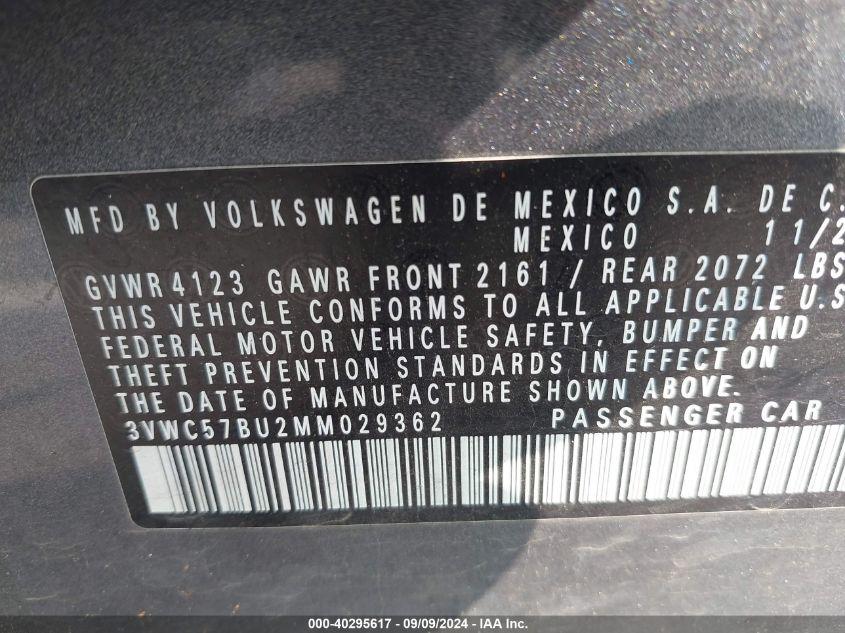 MFD BY VOLKSWAGEN DE MEXICO S.A. DE C.
MEXICO 11/2
GVWR 4123 GAWR FRONT 2161 / REAR 2072 LBS
THIS VEHICLE CONFORMS TO ALL APPLICABLE U.S
FEDERAL MOTOR VEHICLE SAFETY, BUMPER AND
THEFT PREVENTION STANDARDS IN EFFECT ON
THE DATE OF MANUFACTURE SHOWN ABOVE.
3VWC57BU2MM029362 PASSENGER CAR
000-40295617 - 09/09/2024 - IAA Inc.